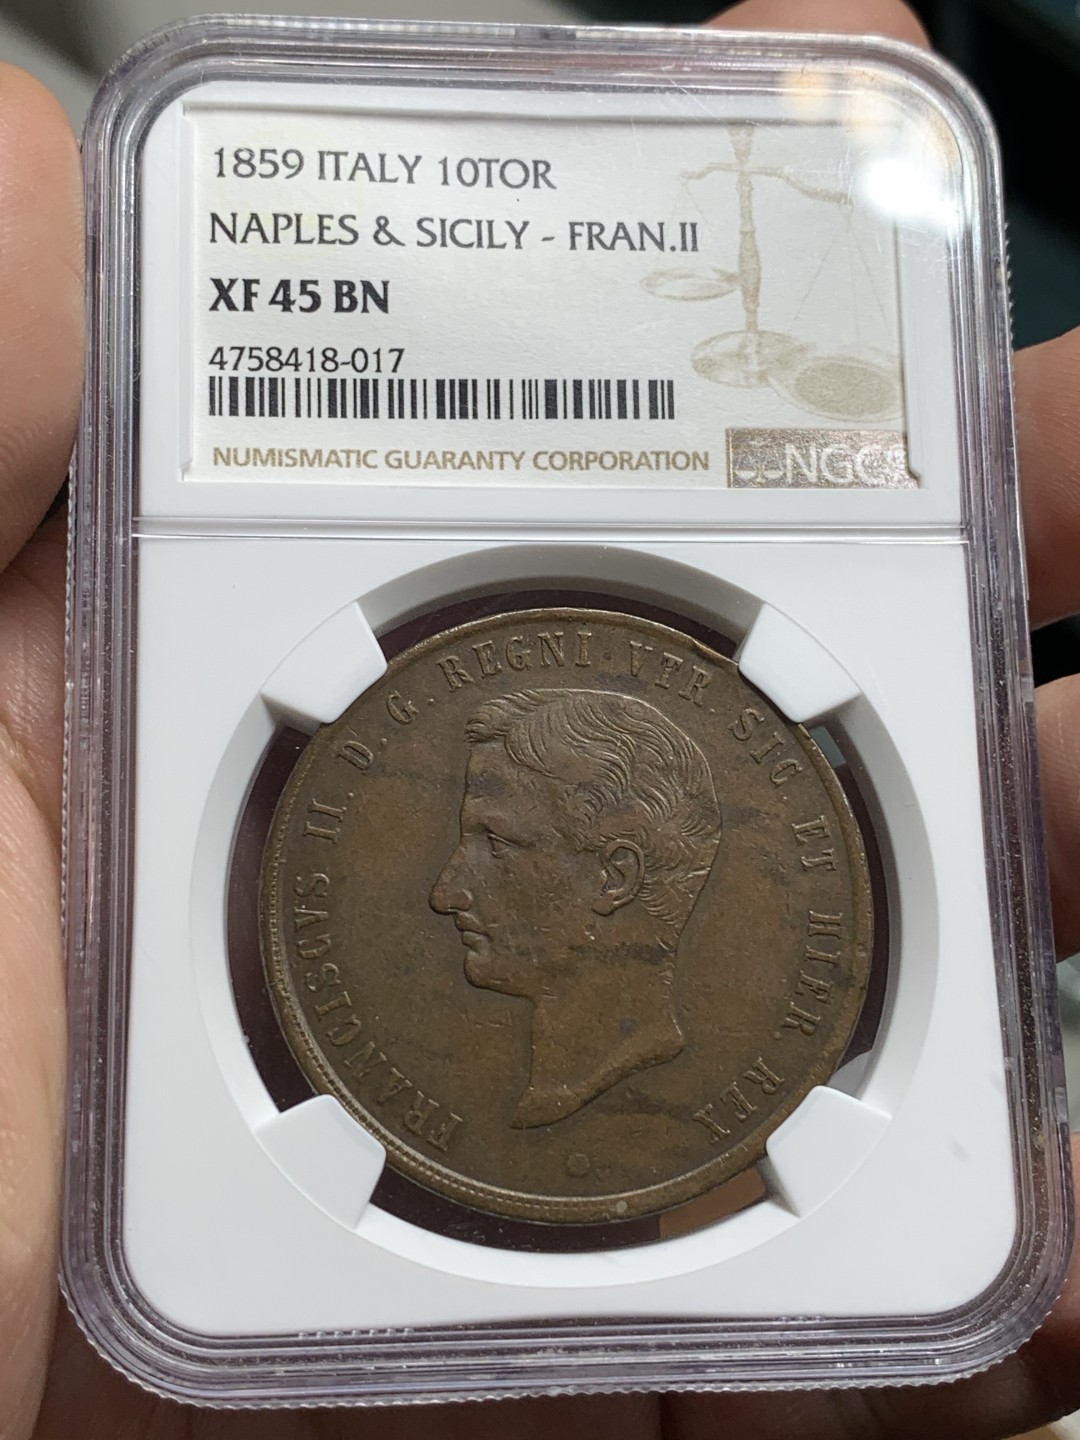 1859 ITALY 10TOR
NAPLES & SICILY - FRAN.II
XF 45 BN
4758418-017
NUMISMATIC GUARANTY CORPORATION
NGC
FRANCISCVS II. D. G. REGNI. VTR. SIC. ET HIER. REX